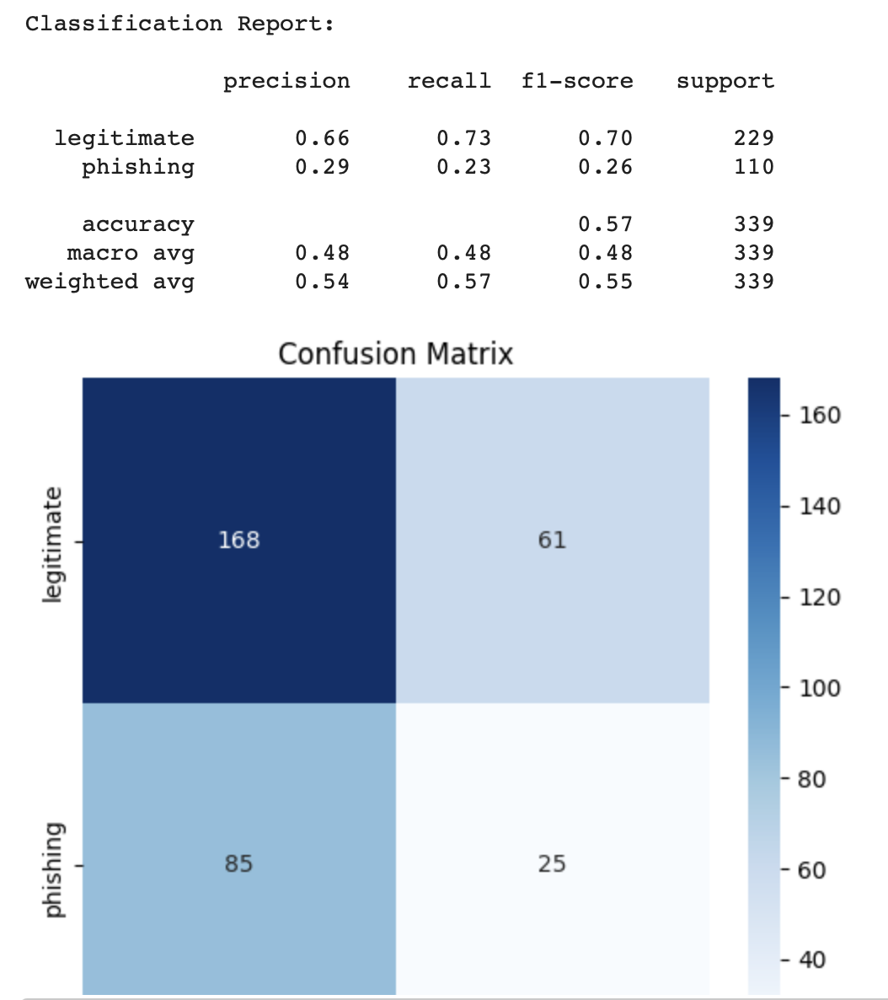 Classification Report:
precision recall f1-score support
legitimate 0.66 0.73 0.70 229
phishing 0.29 0.23 0.26 110
accuracy 0.57 339
macro avg 0.48 0.48 0.48 339
weighted avg 0.54 0.57 0.55 339
Confusion Matrix
160
140
120
100
80
60
40
legitimate
168 61
phishing
85 25